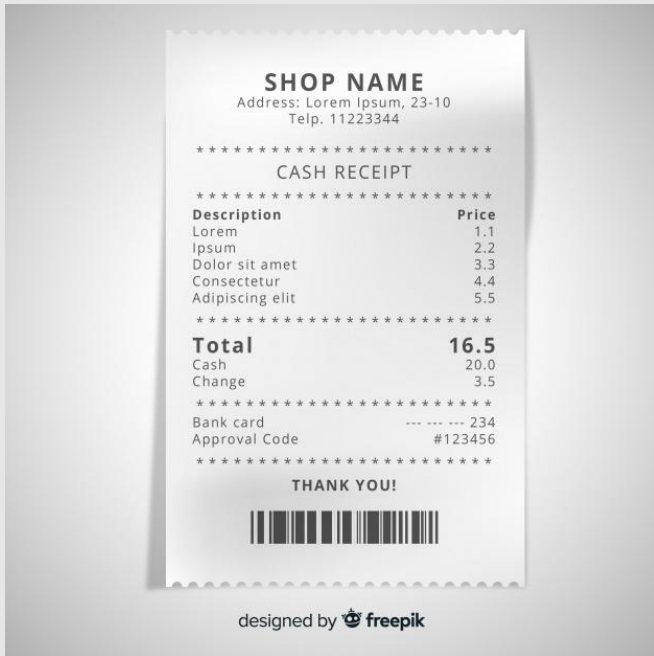 SHOP NAME
Address: Lorem Ipsum, 23-10
Telp. 11223344
* * * * * * * * * * * * * * * * * * * * * * * *
CASH RECEIPT
* * * * * * * * * * * * * * * * * * * * * * * *
Description Price
Lorem 1.1
Ipsum 2.2
Dolor sit amet 3.3
Consectetur 4.4
Adipiscing elit 5.5
* * * * * * * * * * * * * * * * * * * * * * * *
Total 16.5
Cash 20.0
Change 3.5
* * * * * * * * * * * * * * * * * * * * * * * *
Bank card --- --- --- 234
Approval Code #123456
* * * * * * * * * * * * * * * * * * * * * * * *
THANK YOU!
designed by freepik